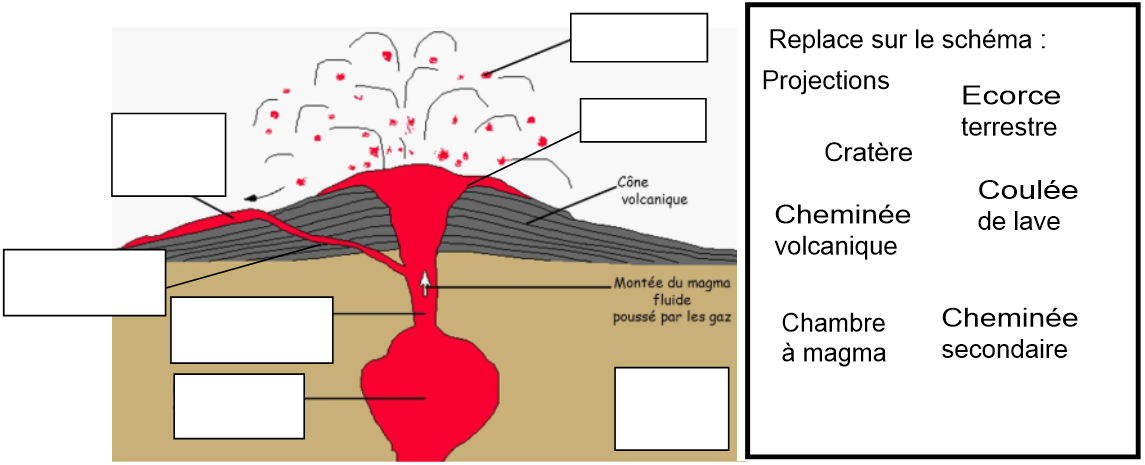 Cône
volcanique
Montée du magma
fluide
poussé par les gaz
Replace sur le schéma :
Projections
Ecorce
terrestre
Cratère
Coulée
de lave
Cheminée
volcanique
Chambre
à magma
Cheminée
secondaire